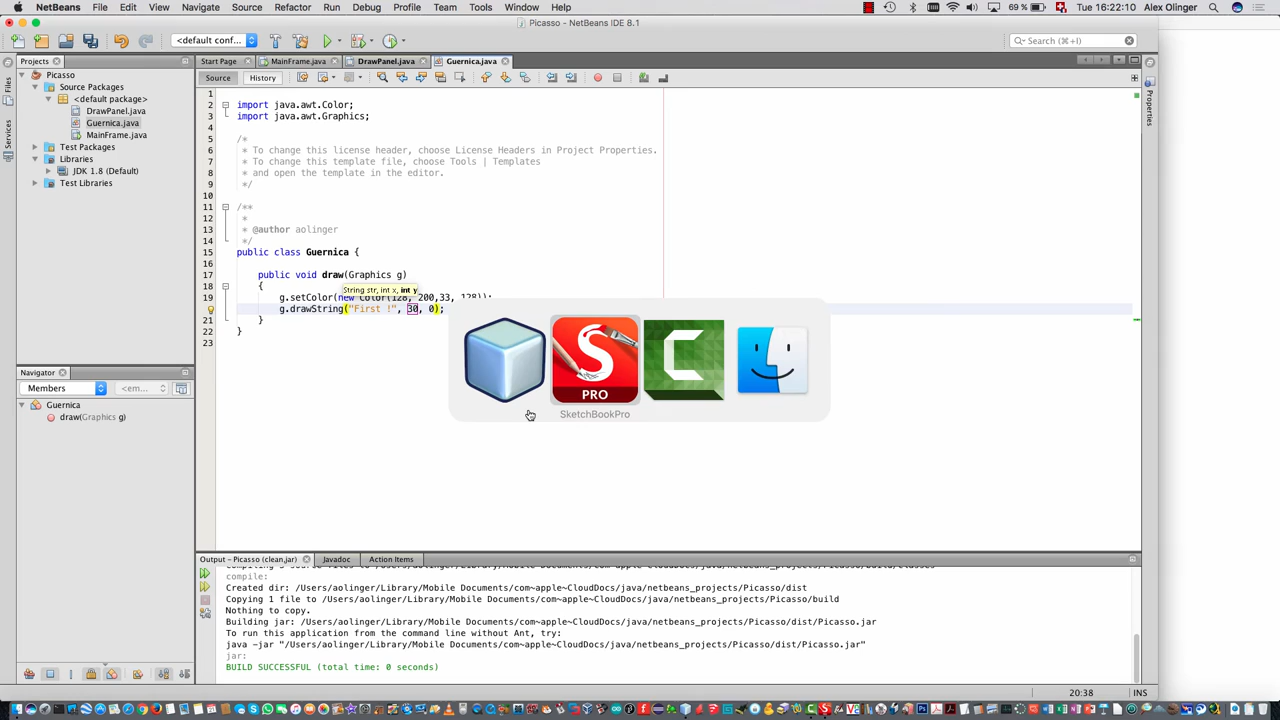 NetBeans File Edit View Navigate Source Refactor Run Debug Profile Team Tools Window Help 69 % Tue 16:22:10 Alex Olinger
Picasso - NetBeans IDE 8.1
<default conf... Search (⌘+I)
Projects Start Page MainFrame.java DrawPanel.java Guernica.java
Files
Services
Properties
Source History
Picasso
Source Packages
<default package>
DrawPanel.java
Guernica.java
MainFrame.java
Test Packages
Libraries
JDK 1.8 (Default)
Test Libraries
1
2 import java.awt.Color;
3 import java.awt.Graphics;
4
5 /*
6 * To change this license header, choose License Headers in Project Properties.
7 * To change this template file, choose Tools | Templates
8 * and open the template in the editor.
9 */
10
11 /**
12 *
13 * @author aolinger
14 */
15 public class Guernica {
16
17 public void draw(Graphics g)
18 {
String str, int x, int y
19 g.setColor(new Color(128, 200,33, 128));
g.drawString("First !", 30, 0);
21 }
22 }
23
PRO
SketchBookPro
Navigator
Members <em...
Guernica
draw(Graphics g)
Output - Picasso (clean,jar) Javadoc Action Items
compile:
Created dir: /Users/aolinger/Library/Mobile Documents/com~apple~CloudDocs/java/netbeans_projects/Picasso/dist
Copying 1 file to /Users/aolinger/Library/Mobile Documents/com~apple~CloudDocs/java/netbeans_projects/Picasso/build
Nothing to copy.
Building jar: /Users/aolinger/Library/Mobile Documents/com~apple~CloudDocs/java/netbeans_projects/Picasso/dist/Picasso.jar
To run this application from the command line without Ant, try:
java -jar "/Users/aolinger/Library/Mobile Documents/com~apple~CloudDocs/java/netbeans_projects/Picasso/dist/Picasso.jar"
jar:
BUILD SUCCESSFUL (total time: 0 seconds)
20:38 INS